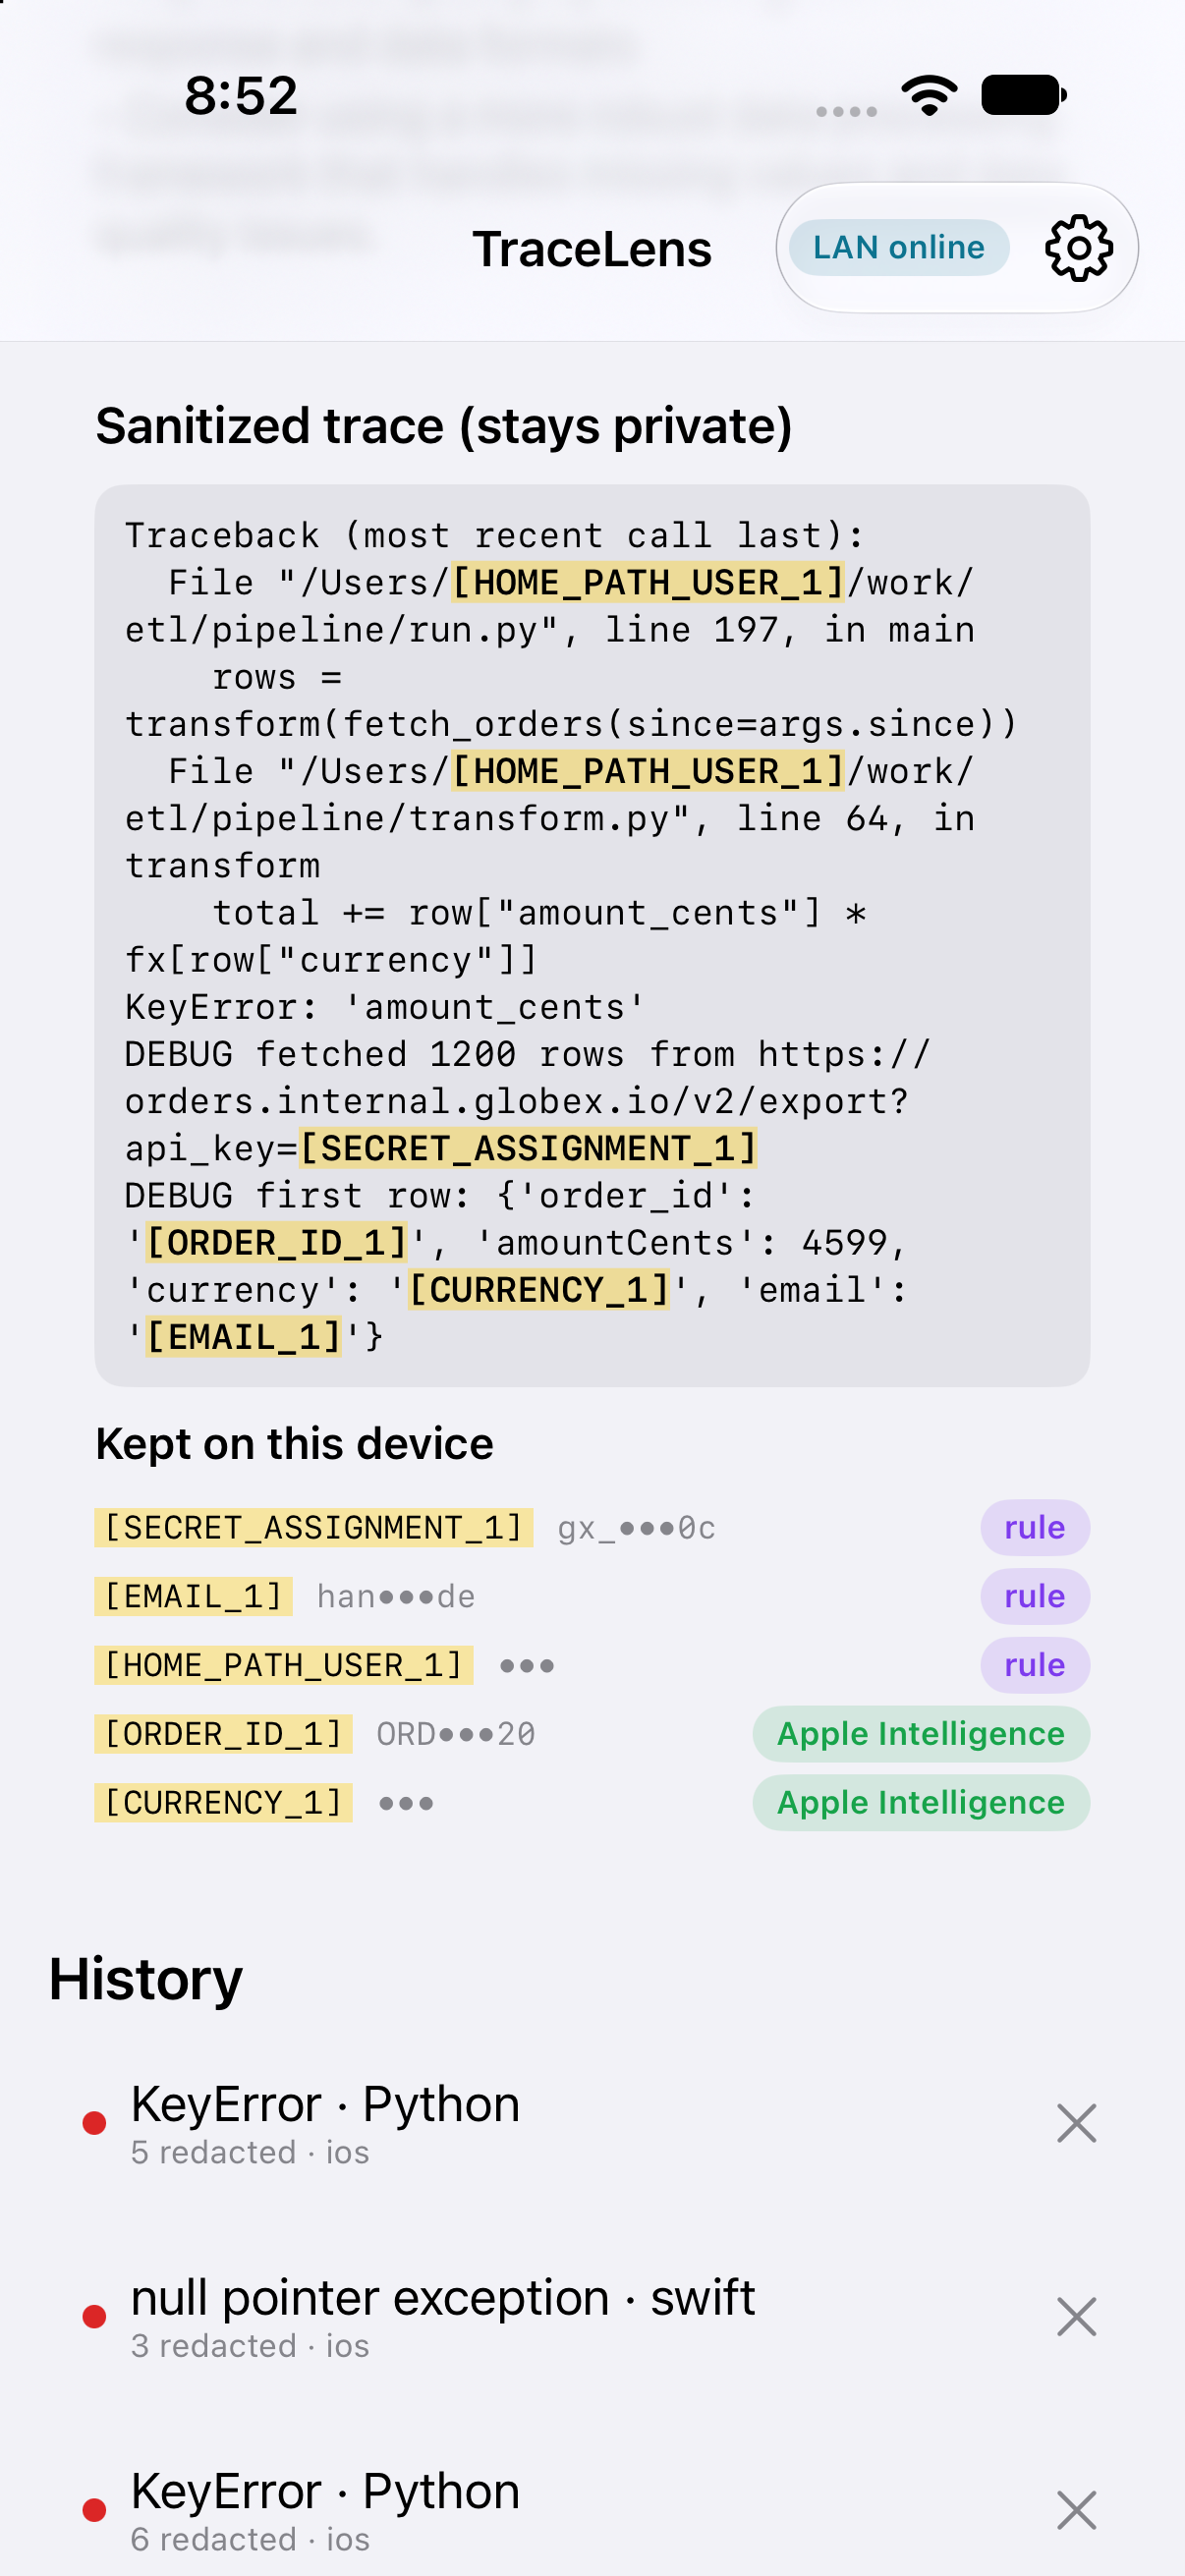 8:52
TraceLens
LAN online
Sanitized trace (stays private)
Traceback (most recent call last):
  File "/Users/[HOME_PATH_USER_1]/work/
etl/pipeline/run.py", line 197, in main
    rows =
transform(fetch_orders(since=args.since))
  File "/Users/[HOME_PATH_USER_1]/work/
etl/pipeline/transform.py", line 64, in
transform
    total += row["amount_cents"] *
fx[row["currency"]]
KeyError: 'amount_cents'
DEBUG fetched 1200 rows from https://
orders.internal.globex.io/v2/export?
api_key=[SECRET_ASSIGNMENT_1]
DEBUG first row: {'order_id':
'[ORDER_ID_1]', 'amountCents': 4599,
'currency': '[CURRENCY_1]', 'email':
'[EMAIL_1]'}
Kept on this device
[SECRET_ASSIGNMENT_1] gx_•••0c rule
[EMAIL_1] han•••de rule
[HOME_PATH_USER_1] ••• rule
[ORDER_ID_1] ORD•••20 Apple Intelligence
[CURRENCY_1] ••• Apple Intelligence
History
KeyError · Python
5 redacted · ios
null pointer exception · swift
3 redacted · ios
KeyError · Python
6 redacted · ios